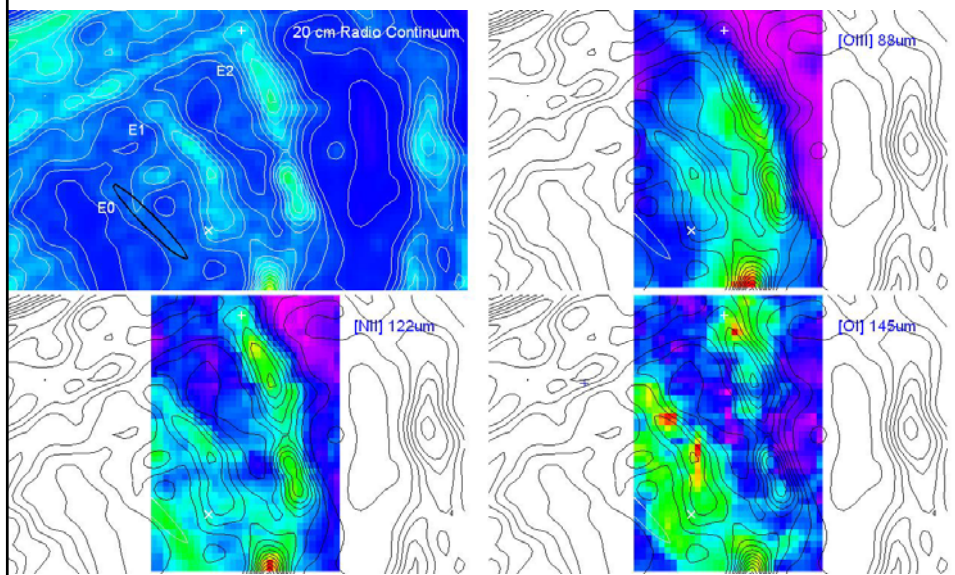 20 cm Radio Continuum
E2
E1
E0
[OIII] 88um
[NII] 122um
[OI] 145um